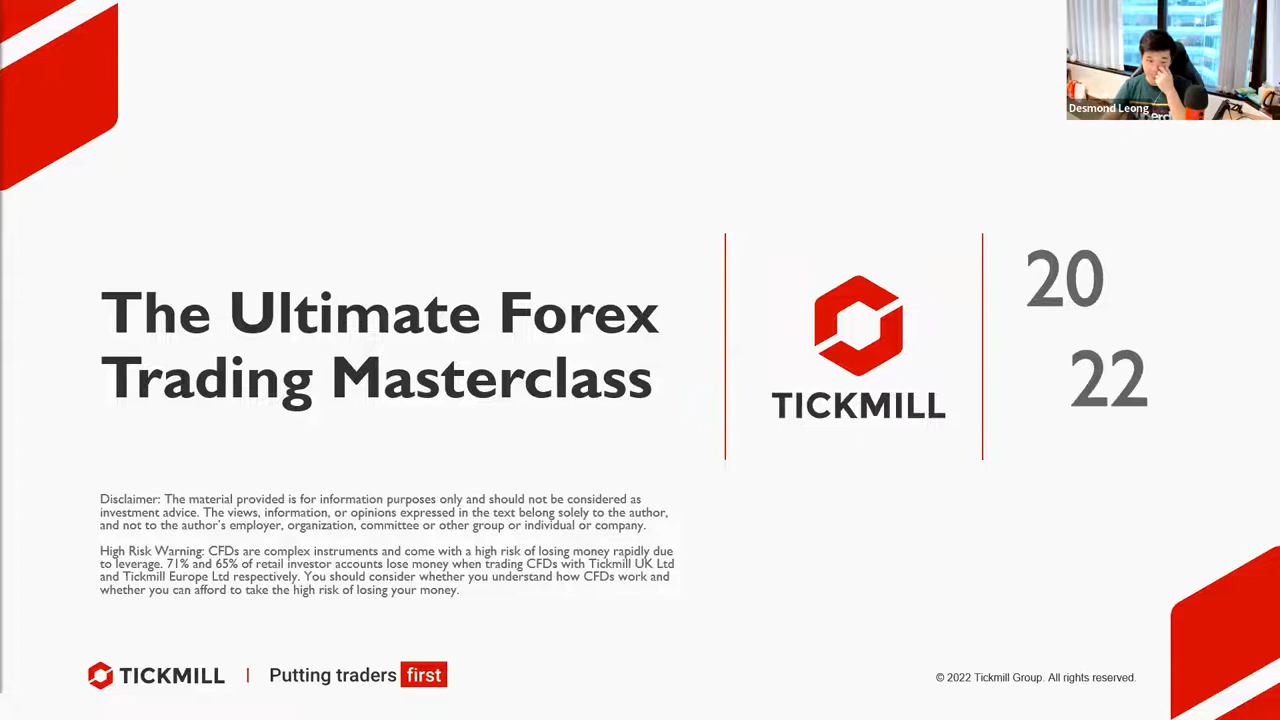 Desmond Leong
The Ultimate Forex
Trading Masterclass
TICKMILL
20
22
Disclaimer: The material provided is for information purposes only and should not be considered as
investment advice. The views, information, or opinions expressed in the text belong solely to the author,
and not to the author's employer, organization, committee or other group or individual or company.
High Risk Warning: CFDs are complex instruments and come with a high risk of losing money rapidly due
to leverage. 71% and 65% of retail investor accounts lose money when trading CFDs with Tickmill UK Ltd
and Tickmill Europe Ltd respectively. You should consider whether you understand how CFDs work and
whether you can afford to take the high risk of losing your money.
TICKMILL | Putting traders first
© 2022 Tickmill Group. All rights reserved.